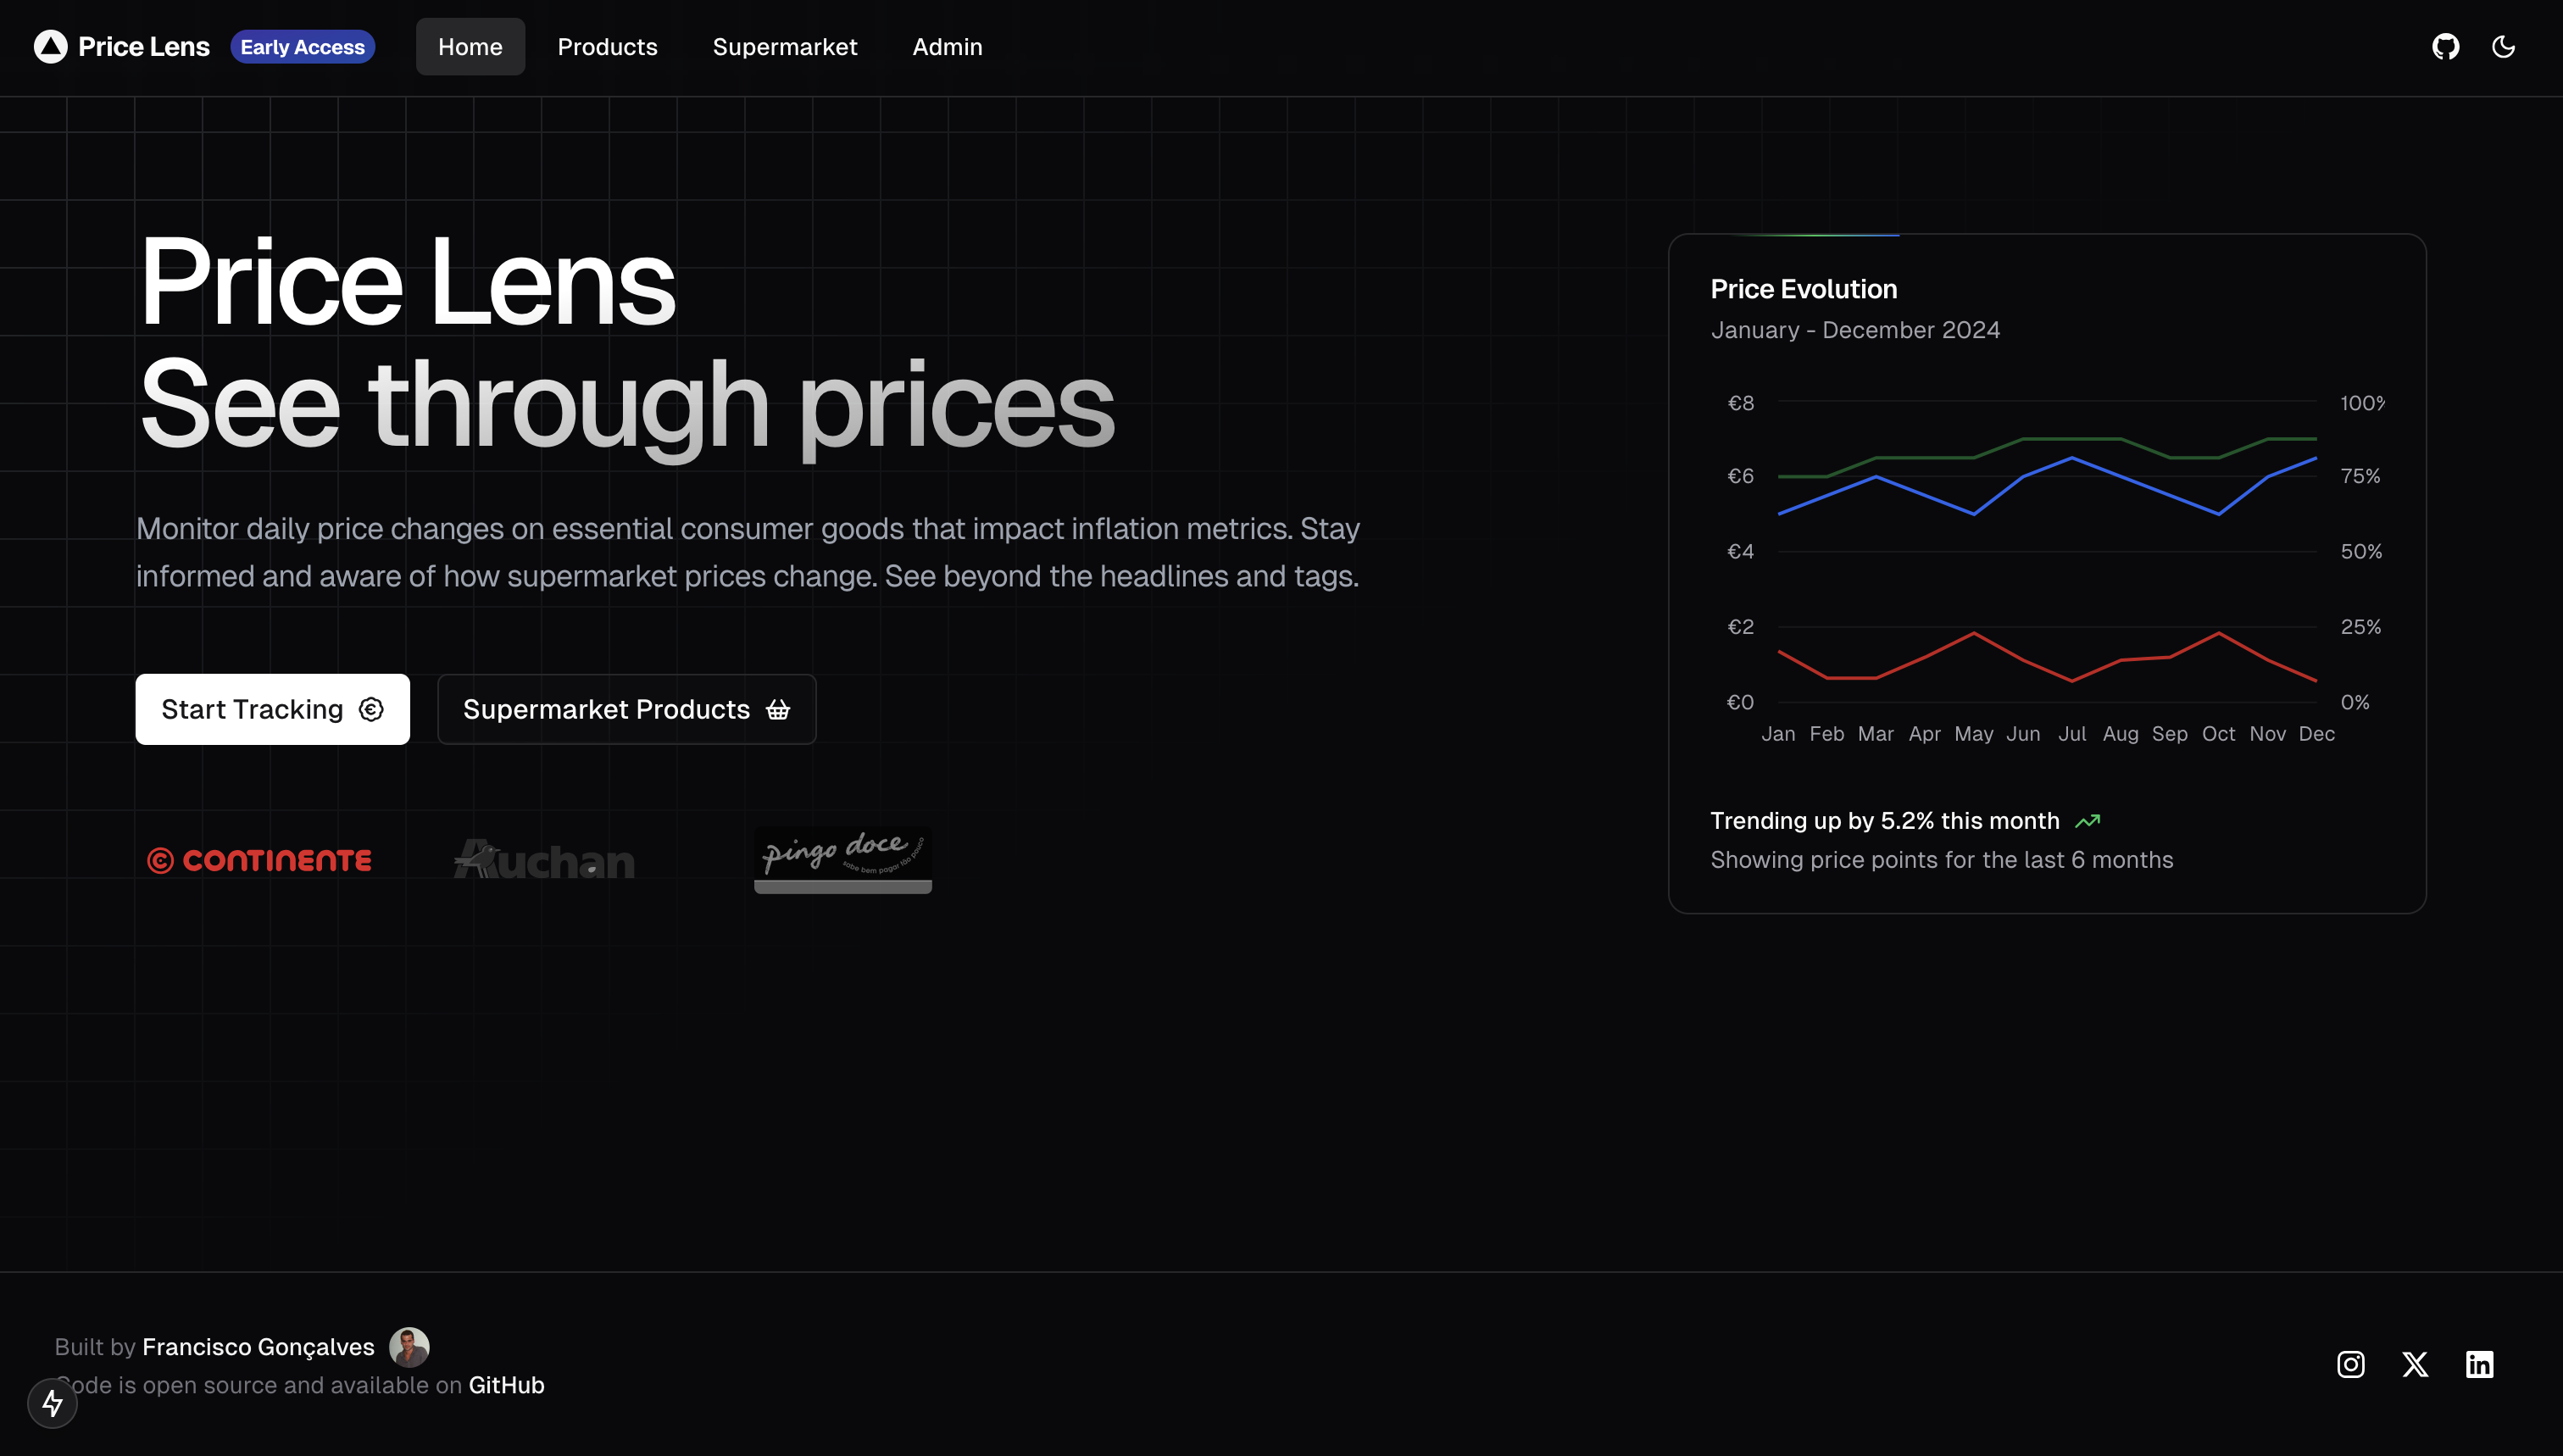 Price Lens
Early Access
Home
Products
Supermarket
Admin
Price Lens
See through prices
Monitor daily price changes on essential consumer goods that impact inflation metrics. Stay
informed and aware of how supermarket prices change. See beyond the headlines and tags.
Start Tracking
Supermarket Products
CONTINENTE
Auchan
pingo doce
sabe bem pagar tão pouco
Price Evolution
January - December 2024
€8
€6
€4
€2
€0
100%
75%
50%
25%
0%
Jan Feb Mar Apr May Jun Jul Aug Sep Oct Nov Dec
Trending up by 5.2% this month
Showing price points for the last 6 months
Built by Francisco Gonçalves
Code is open source and available on GitHub